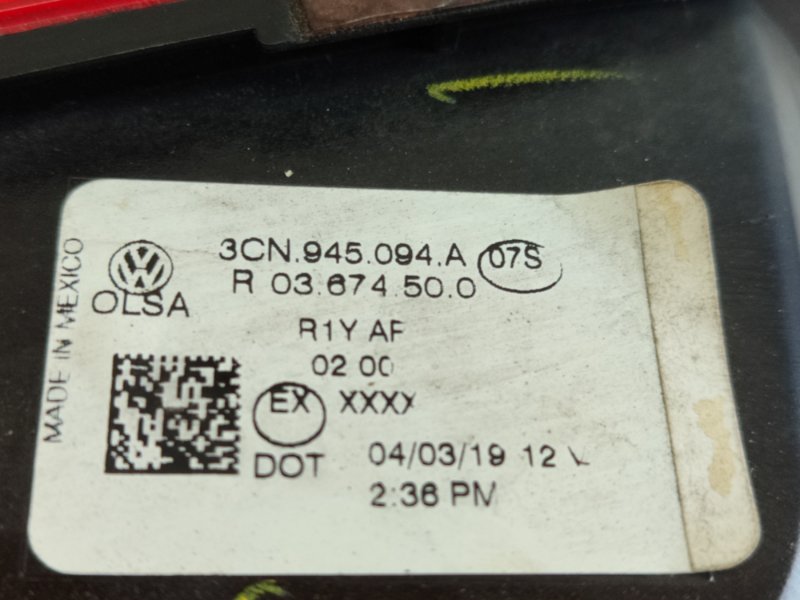 3CN.945.094.A 07S
R 03.674.50.0
OLSA
MADE IN MEXICO
R1Y AF
02 00
EX XXXX
DOT 04/03/19 12
2:36 PM